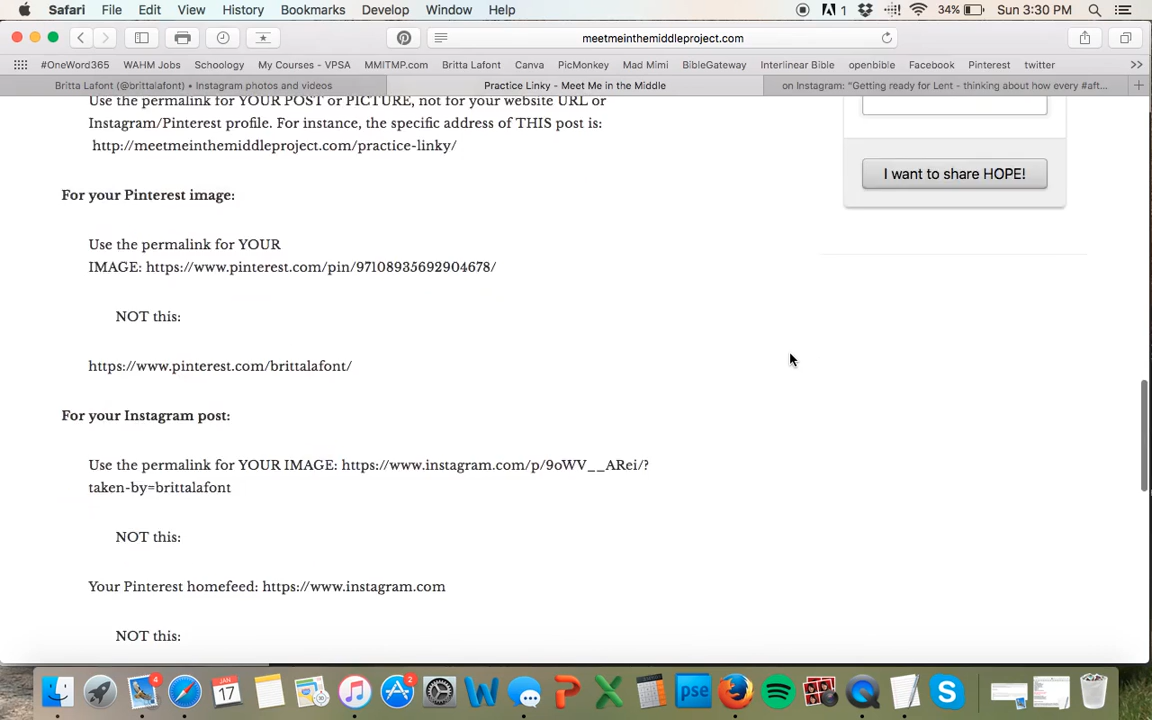 Safari File Edit View History Bookmarks Develop Window Help 1 34% Sun 3:30 PM
meetmeinthemiddleproject.com
#OneWord365 WAHM Jobs Schoology My Courses - VPSA MMITMP.com Britta Lafont Canva PicMonkey Mad Mimi BibleGateway Interlinear Bible openbible Facebook Pinterest twitter
Britta Lafont (@brittalafont) • Instagram photos and videos Practice Linky - Meet Me in the Middle on Instagram: "Getting ready for Lent - thinking about how every #aft...
Use the permalink for YOUR POST or PICTURE, not for your website URL or
Instagram/Pinterest profile. For instance, the specific address of THIS post is:
http://meetmeinthemiddleproject.com/practice-linky/
I want to share HOPE!
For your Pinterest image:
Use the permalink for YOUR
IMAGE: https://www.pinterest.com/pin/97108935692904678/
NOT this:
https://www.pinterest.com/brittalafont/
For your Instagram post:
Use the permalink for YOUR IMAGE: https://www.instagram.com/p/9oWV__ARei/?
taken-by=brittalafont
NOT this:
Your Pinterest homefeed: https://www.instagram.com
NOT this:
4 JAN 17 2 pse